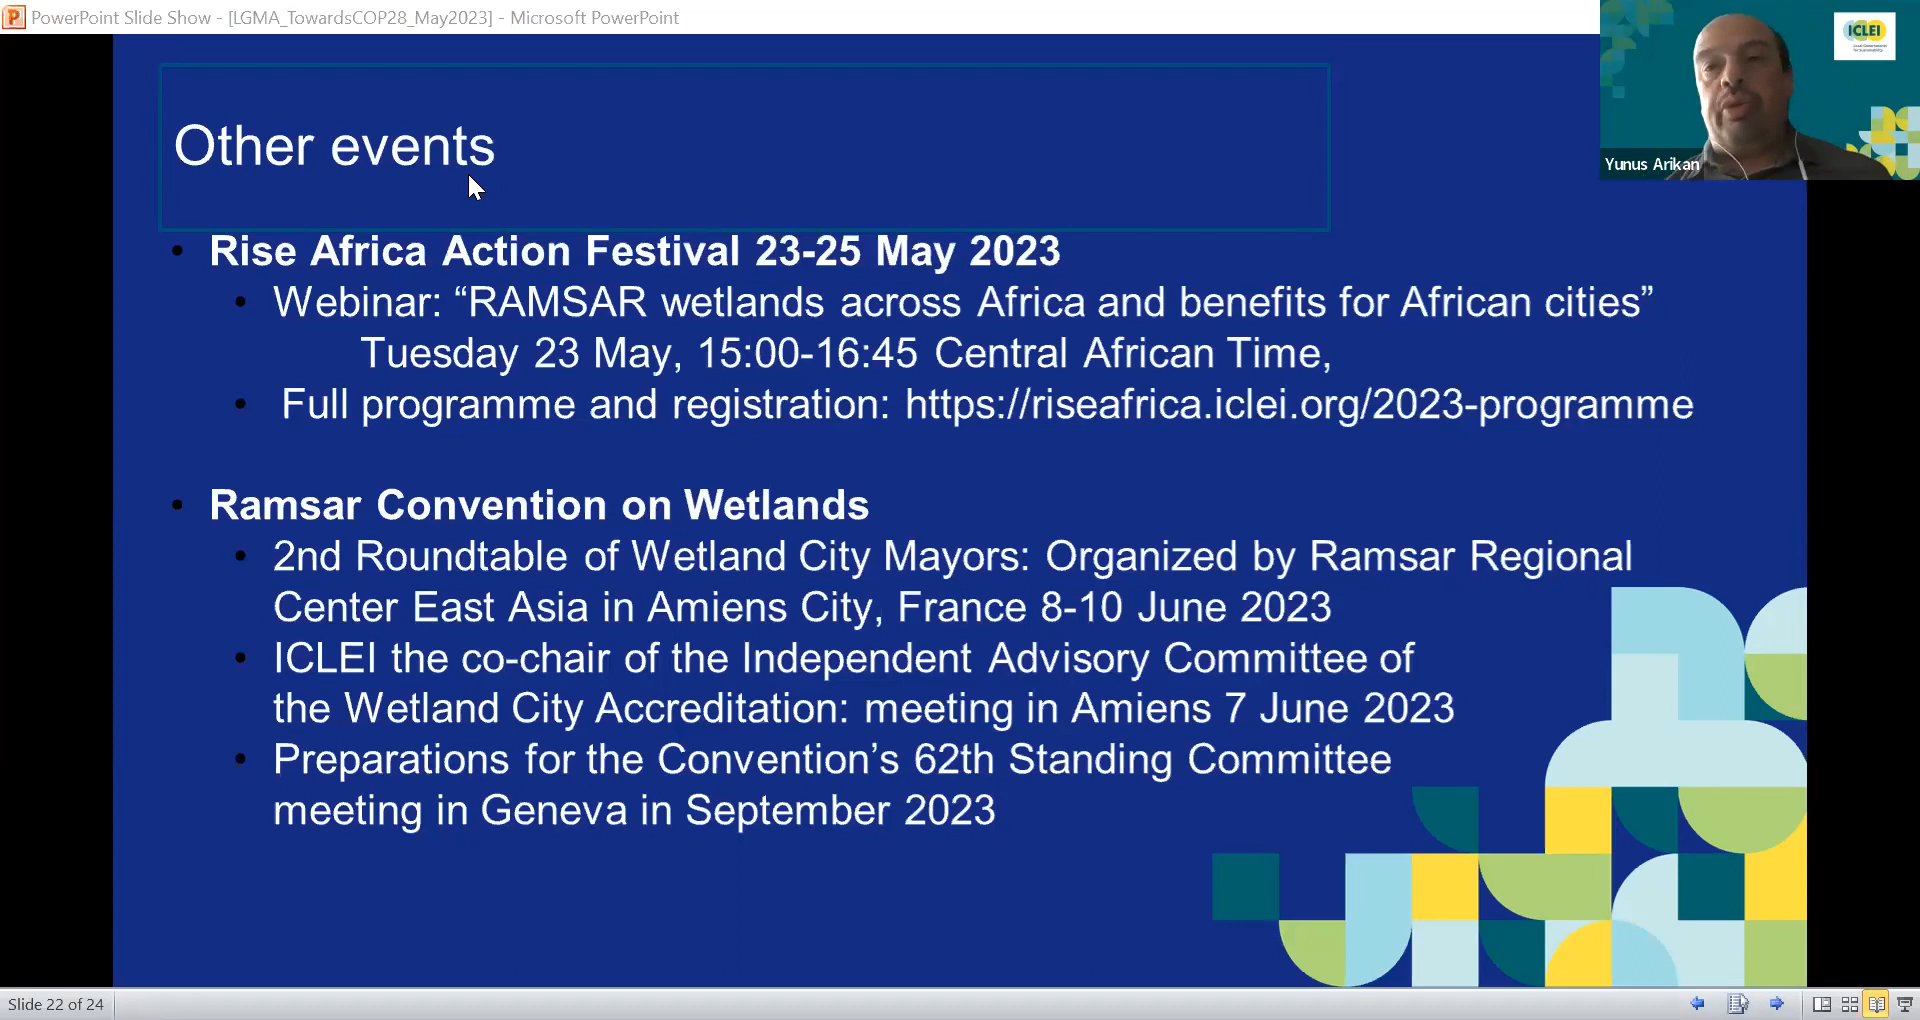 PowerPoint Slide Show - [LGMA_TowardsCOP28_May2023] - Microsoft PowerPoint
ICLEI
Yunus Arikan
Other events
• Rise Africa Action Festival 23-25 May 2023
• Webinar: “RAMSAR wetlands across Africa and benefits for African cities”
Tuesday 23 May, 15:00-16:45 Central African Time,
• Full programme and registration: https://riseafrica.iclei.org/2023-programme
• Ramsar Convention on Wetlands
• 2nd Roundtable of Wetland City Mayors: Organized by Ramsar Regional
Center East Asia in Amiens City, France 8-10 June 2023
• ICLEI the co-chair of the Independent Advisory Committee of
the Wetland City Accreditation: meeting in Amiens 7 June 2023
• Preparations for the Convention’s 62th Standing Committee
meeting in Geneva in September 2023
Slide 22 of 24